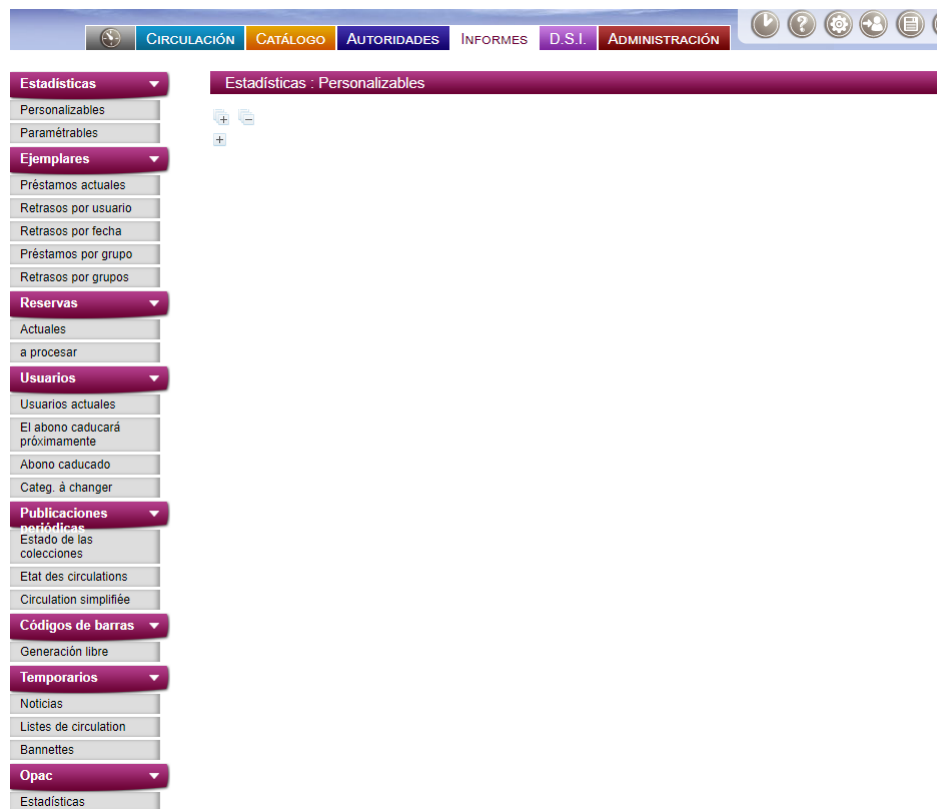 CIRCULACIÓN CATÁLOGO AUTORIDADES INFORMES D.S.I. ADMINISTRACIÓN
Estadísticas
Estadísticas : Personalizables
Personalizables
Paramétrables
Ejemplares
Préstamos actuales
Retrasos por usuario
Retrasos por fecha
Préstamos por grupo
Retrasos por grupos
Reservas
Actuales
a procesar
Usuarios
Usuarios actuales
El abono caducará
próximamente
Abono caducado
Categ. á changer
Publicaciones
periódicas
Estado de las
colecciones
Etat des circulations
Circulation simplifiée
Códigos de barras
Generación libre
Temporarios
Noticias
Listes de circulation
Bannettes
Opac
Estadísticas